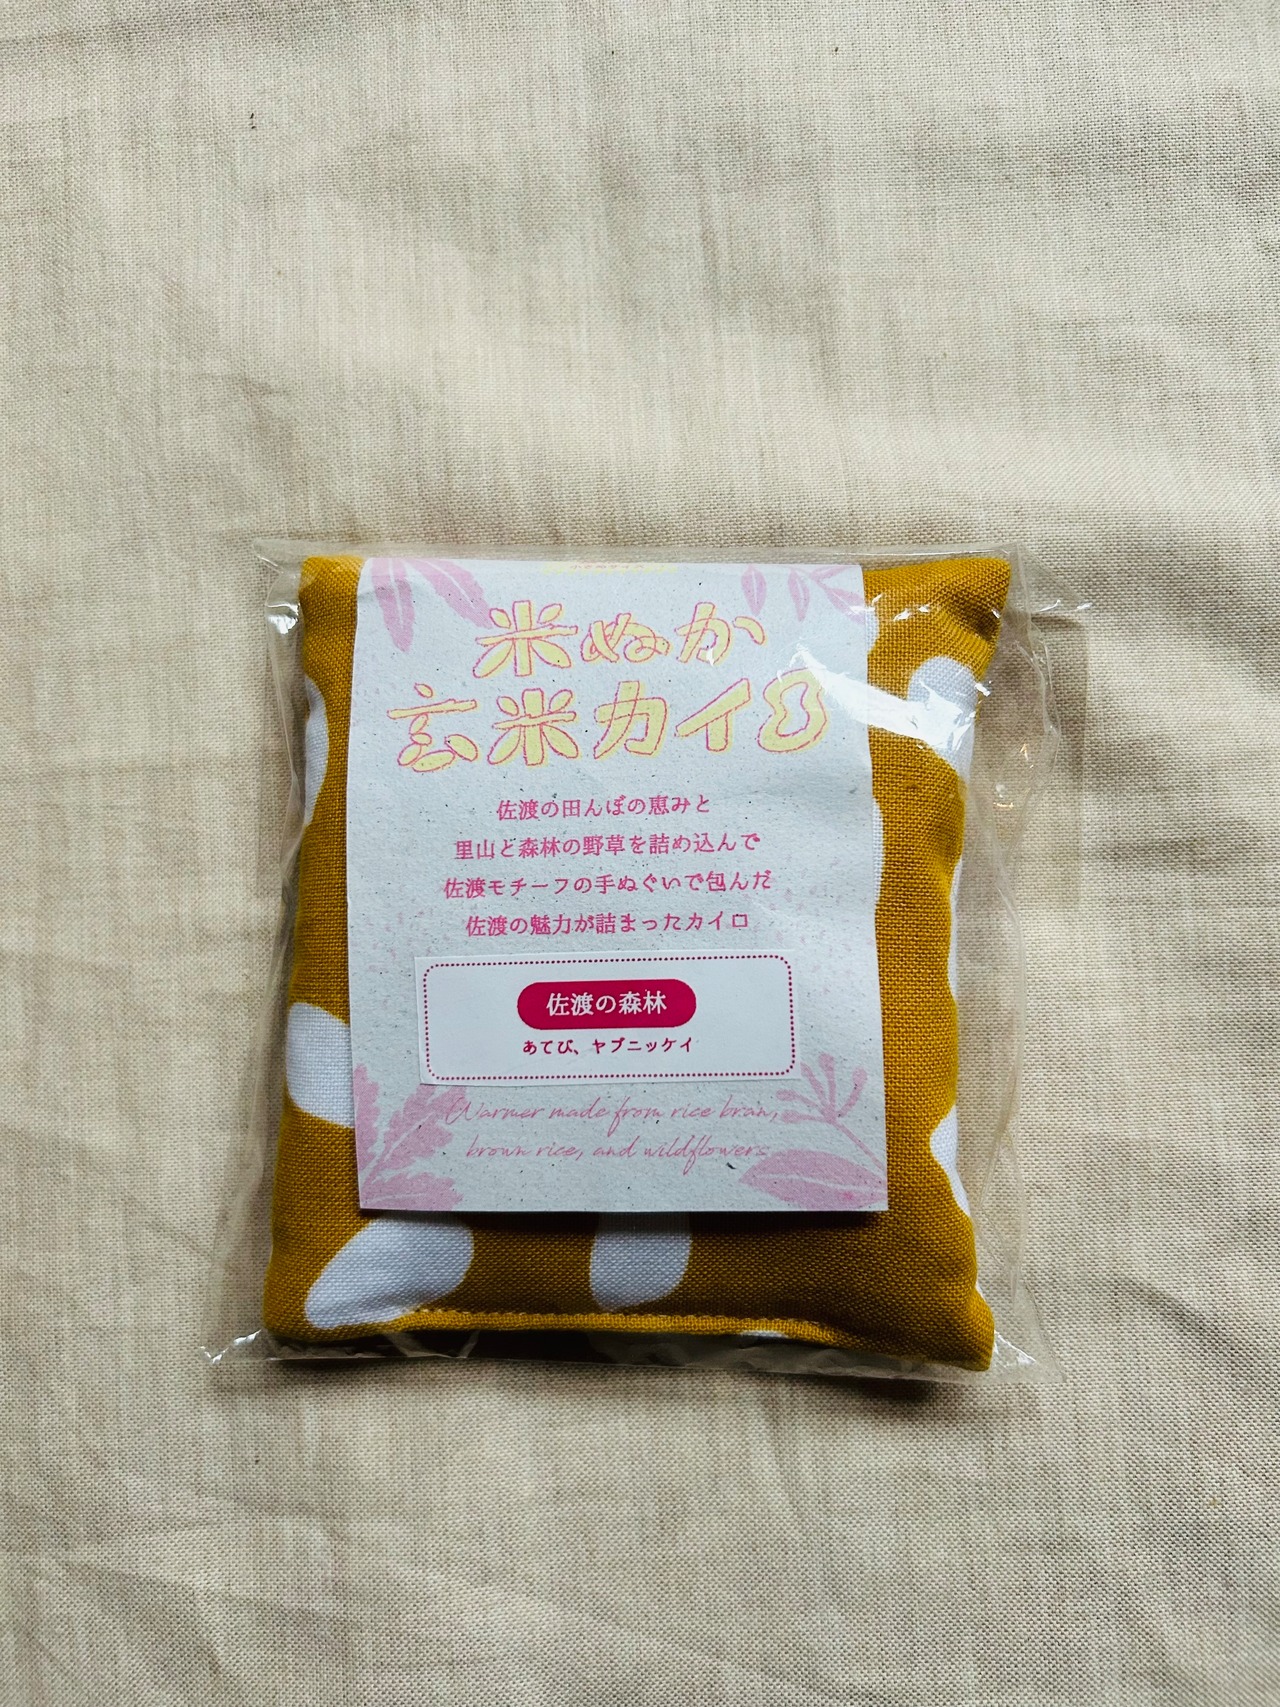 米ぬか
玄米カイロ
佐渡の田んぼの恵みと
里山と森林の野草を詰め込んで
佐渡モチーフの手ぬぐいで包んだ
佐渡の魅力が詰まったカイロ
佐渡の森林
あてび、ヤブニッケイ
Warmer made from rice bran,
brown rice, and wildflowers